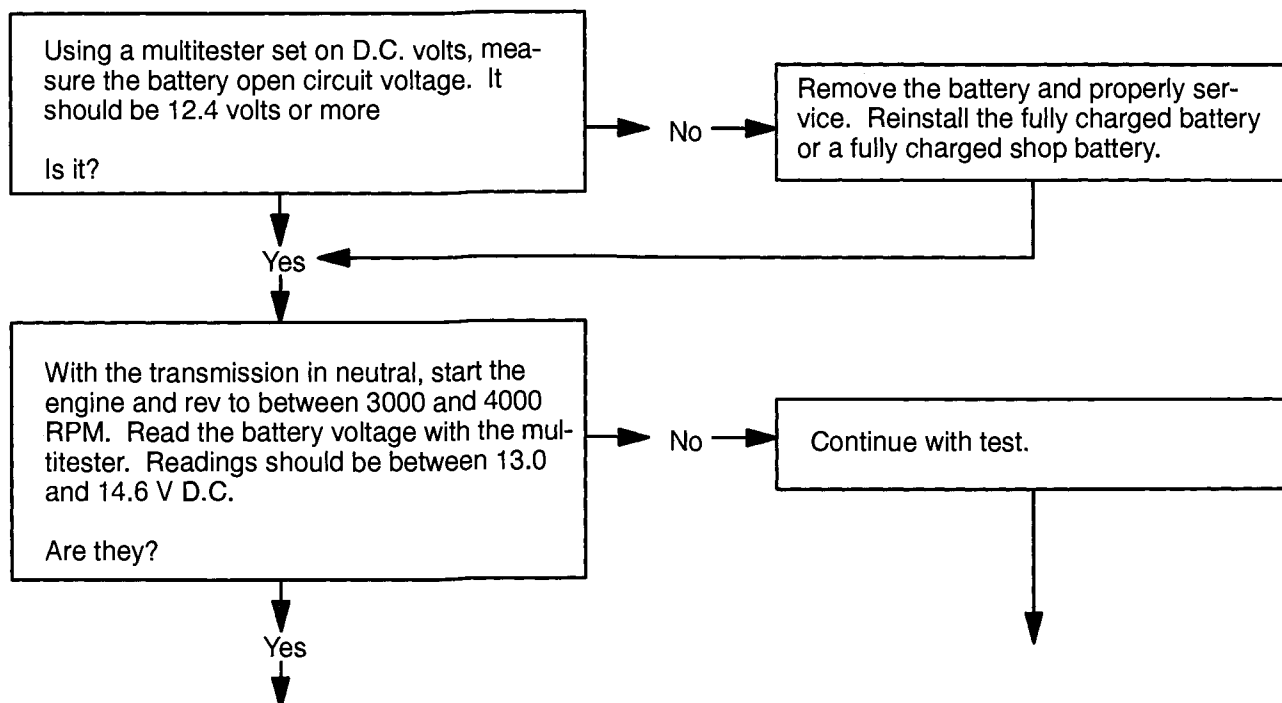 Using a multitester set on D.C. volts, mea-
sure the battery open circuit voltage. It
should be 12.4 volts or more
Is it?
No
Remove the battery and properly ser-
vice. Reinstall the fully charged battery
or a fully charged shop battery.
Yes
With the transmission in neutral, start the
engine and rev to between 3000 and 4000
RPM. Read the battery voltage with the mul-
titester. Readings should be between 13.0
and 14.6 V D.C.
Are they?
No
Continue with test.
Yes